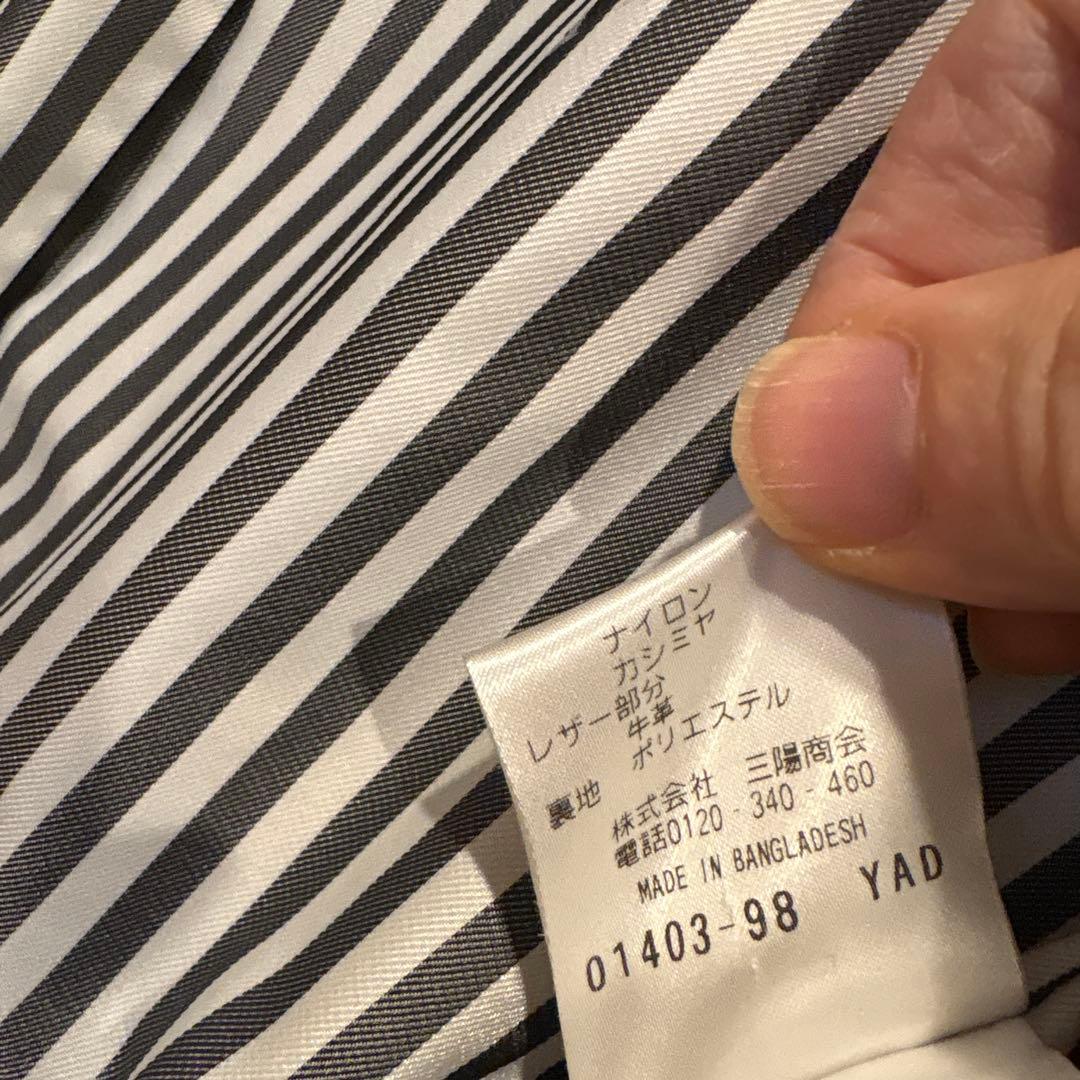 ナイロン
カシミヤ
レザー部分
牛革
ポリエステル
裏地
株式会社 三陽商会
電話0120-340-460
MADE IN BANGLADESH
01403-98 YAD